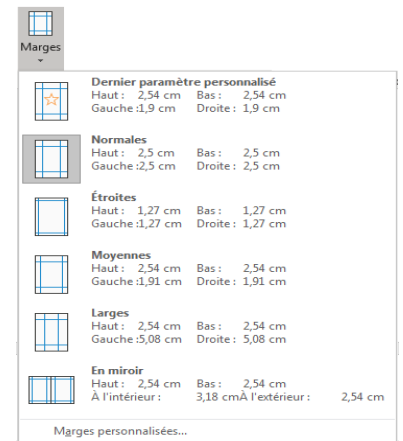 Marges
Dernier paramètre personnalisé
Haut : 2,54 cm Bas : 2,54 cm
Gauche :1,9 cm Droite : 1,9 cm
Normales
Haut : 2,5 cm Bas : 2,5 cm
Gauche :2,5 cm Droite : 2,5 cm
Étroites
Haut : 1,27 cm Bas : 1,27 cm
Gauche :1,27 cm Droite : 1,27 cm
Moyennes
Haut : 2,54 cm Bas : 2,54 cm
Gauche :1,91 cm Droite : 1,91 cm
Larges
Haut : 2,54 cm Bas : 2,54 cm
Gauche :5,08 cm Droite : 5,08 cm
En miroir
Haut : 2,54 cm Bas : 2,54 cm
À l'intérieur : 3,18 cmÀ l'extérieur : 2,54 cm
Marges personnalisées...